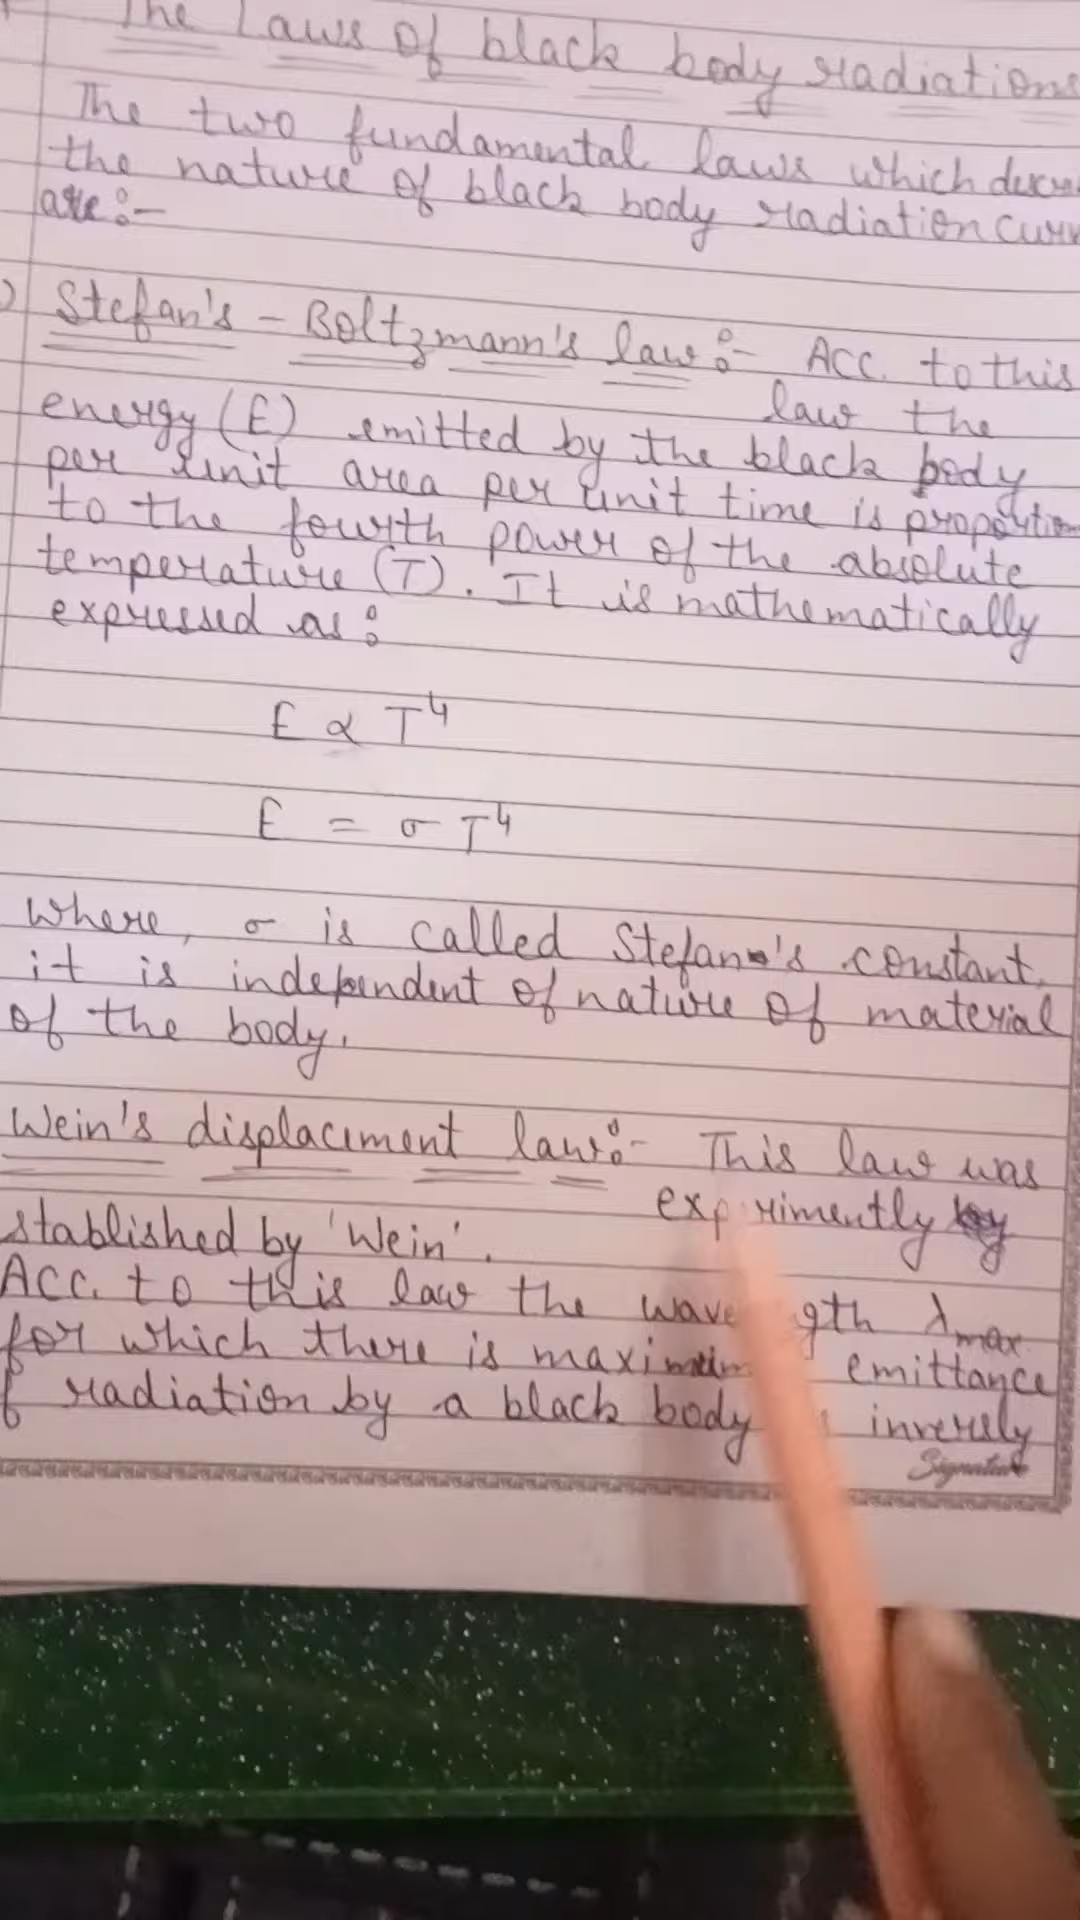 The Laws of black body radiations
The two fundamental laws which
the nature of black body radiation
are:-
Stefan's - Boltzmann's law:- Acc. to this
law the
energy (E) emitted by the black body
per unit area per unit time is
to the fourth power of the absolute
temperature (T). It is mathematically
expressed as:
E ∝ T⁴
E = σ T⁴
where, σ is called Stefan's constant.
it is independent of nature of material
of the body.
Wein's displacement law:- This law was
stablished by 'Wein'.
Acc. to this law the λmax
for which there is emittance
radiation by a black body inversly
Signature